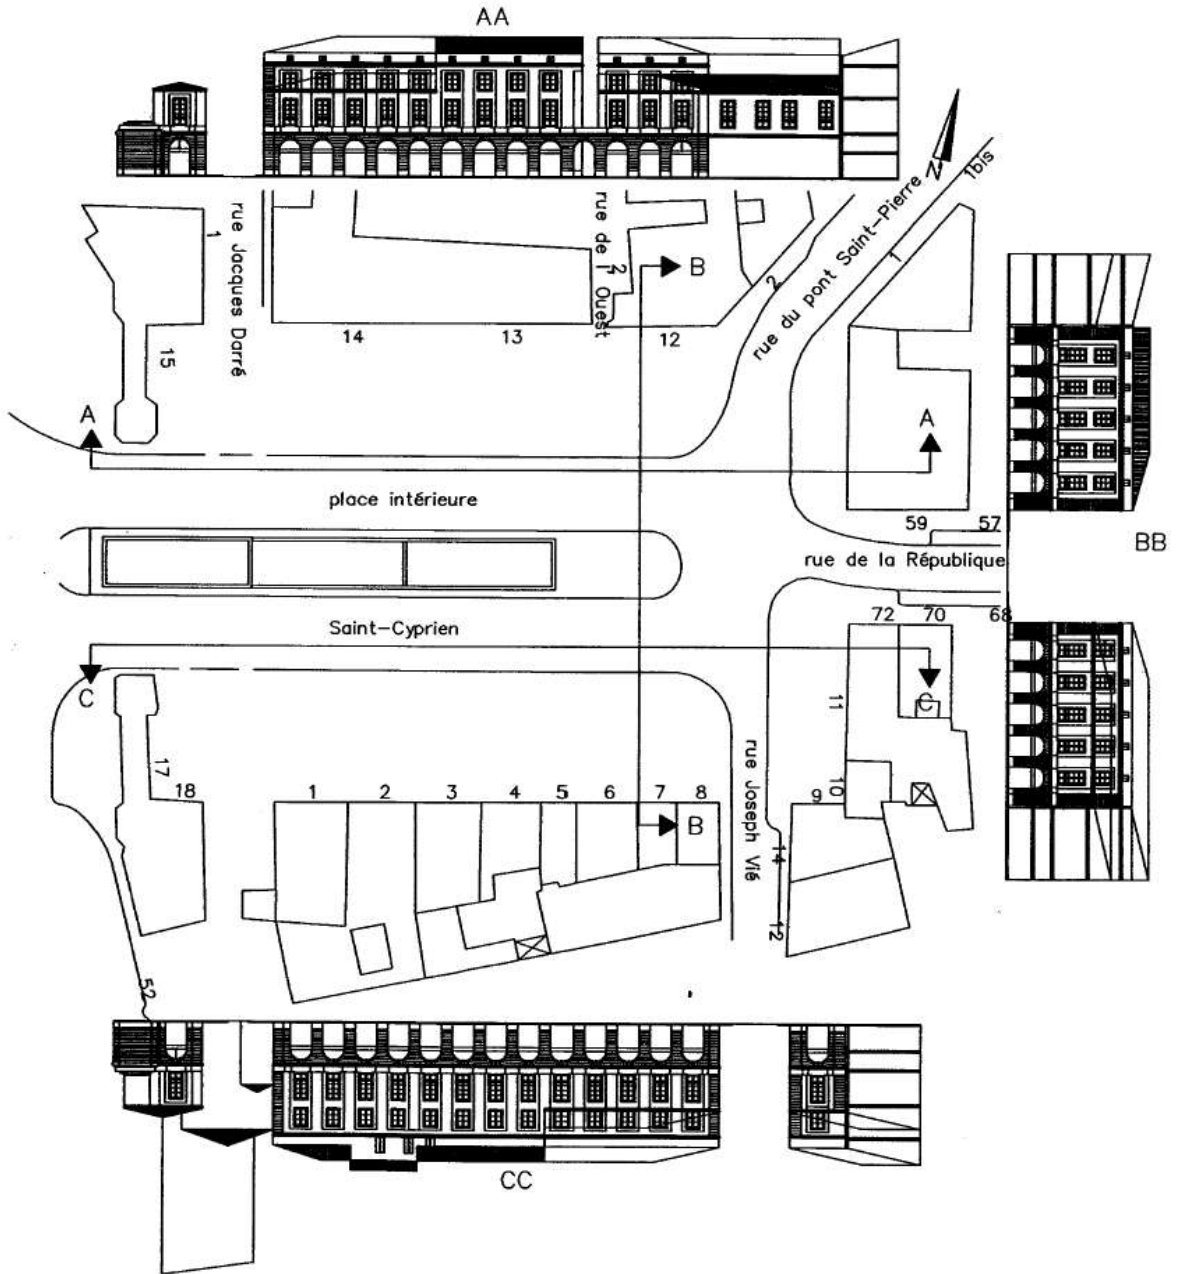 AA
rue Jacques Darré
1
rue de l' Ouest
2
B
2
rue du pont Saint-Pierre
N
1bis
1
14
13
12
15
A
A
place intérieure
59
57
BB
rue de la République
Saint-Cyprien
72
70
68
C
C
11
17
18
1
2
3
4
5
6
7
8
B
rue Joseph Vié
10
9
14
12
52
CC